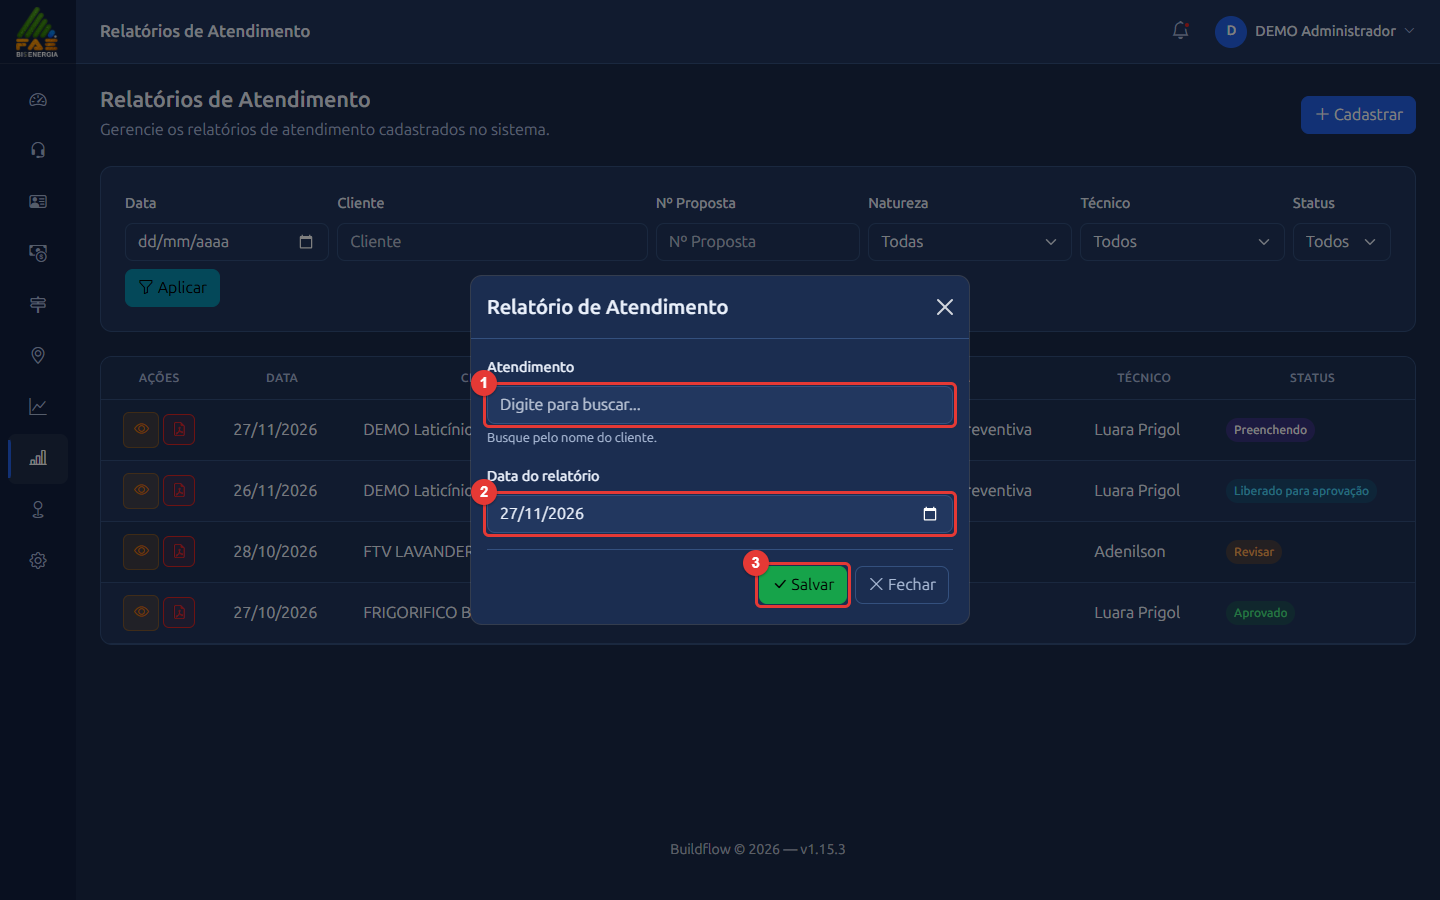 FAE
BIOENERGIA
Relatórios de Atendimento
D
DEMO Administrador
Relatórios de Atendimento
Gerencie os relatórios de atendimento cadastrados no sistema.
Cadastrar
Data
Cliente
Nº Proposta
Natureza
Técnico
Status
dd/mm/aaaa
Cliente
Nº Proposta
Todas
Todos
Todos
Aplicar
Relatório de Atendimento
Atendimento
1
Digite para buscar...
Busque pelo nome do cliente.
Data do relatório
2
27/11/2026
3
Salvar
Fechar
AÇÕES
DATA
TÉCNICO
STATUS
27/11/2026
DEMO Laticínio
eventiva
Luara Prigol
Preenchendo
26/11/2026
DEMO Laticínio
eventiva
Luara Prigol
Liberado para aprovação
28/10/2026
FTV LAVANDER
Adenilson
Revisar
27/10/2026
FRIGORIFICO B
Luara Prigol
Aprovado
Buildflow © 2026 — v1.15.3